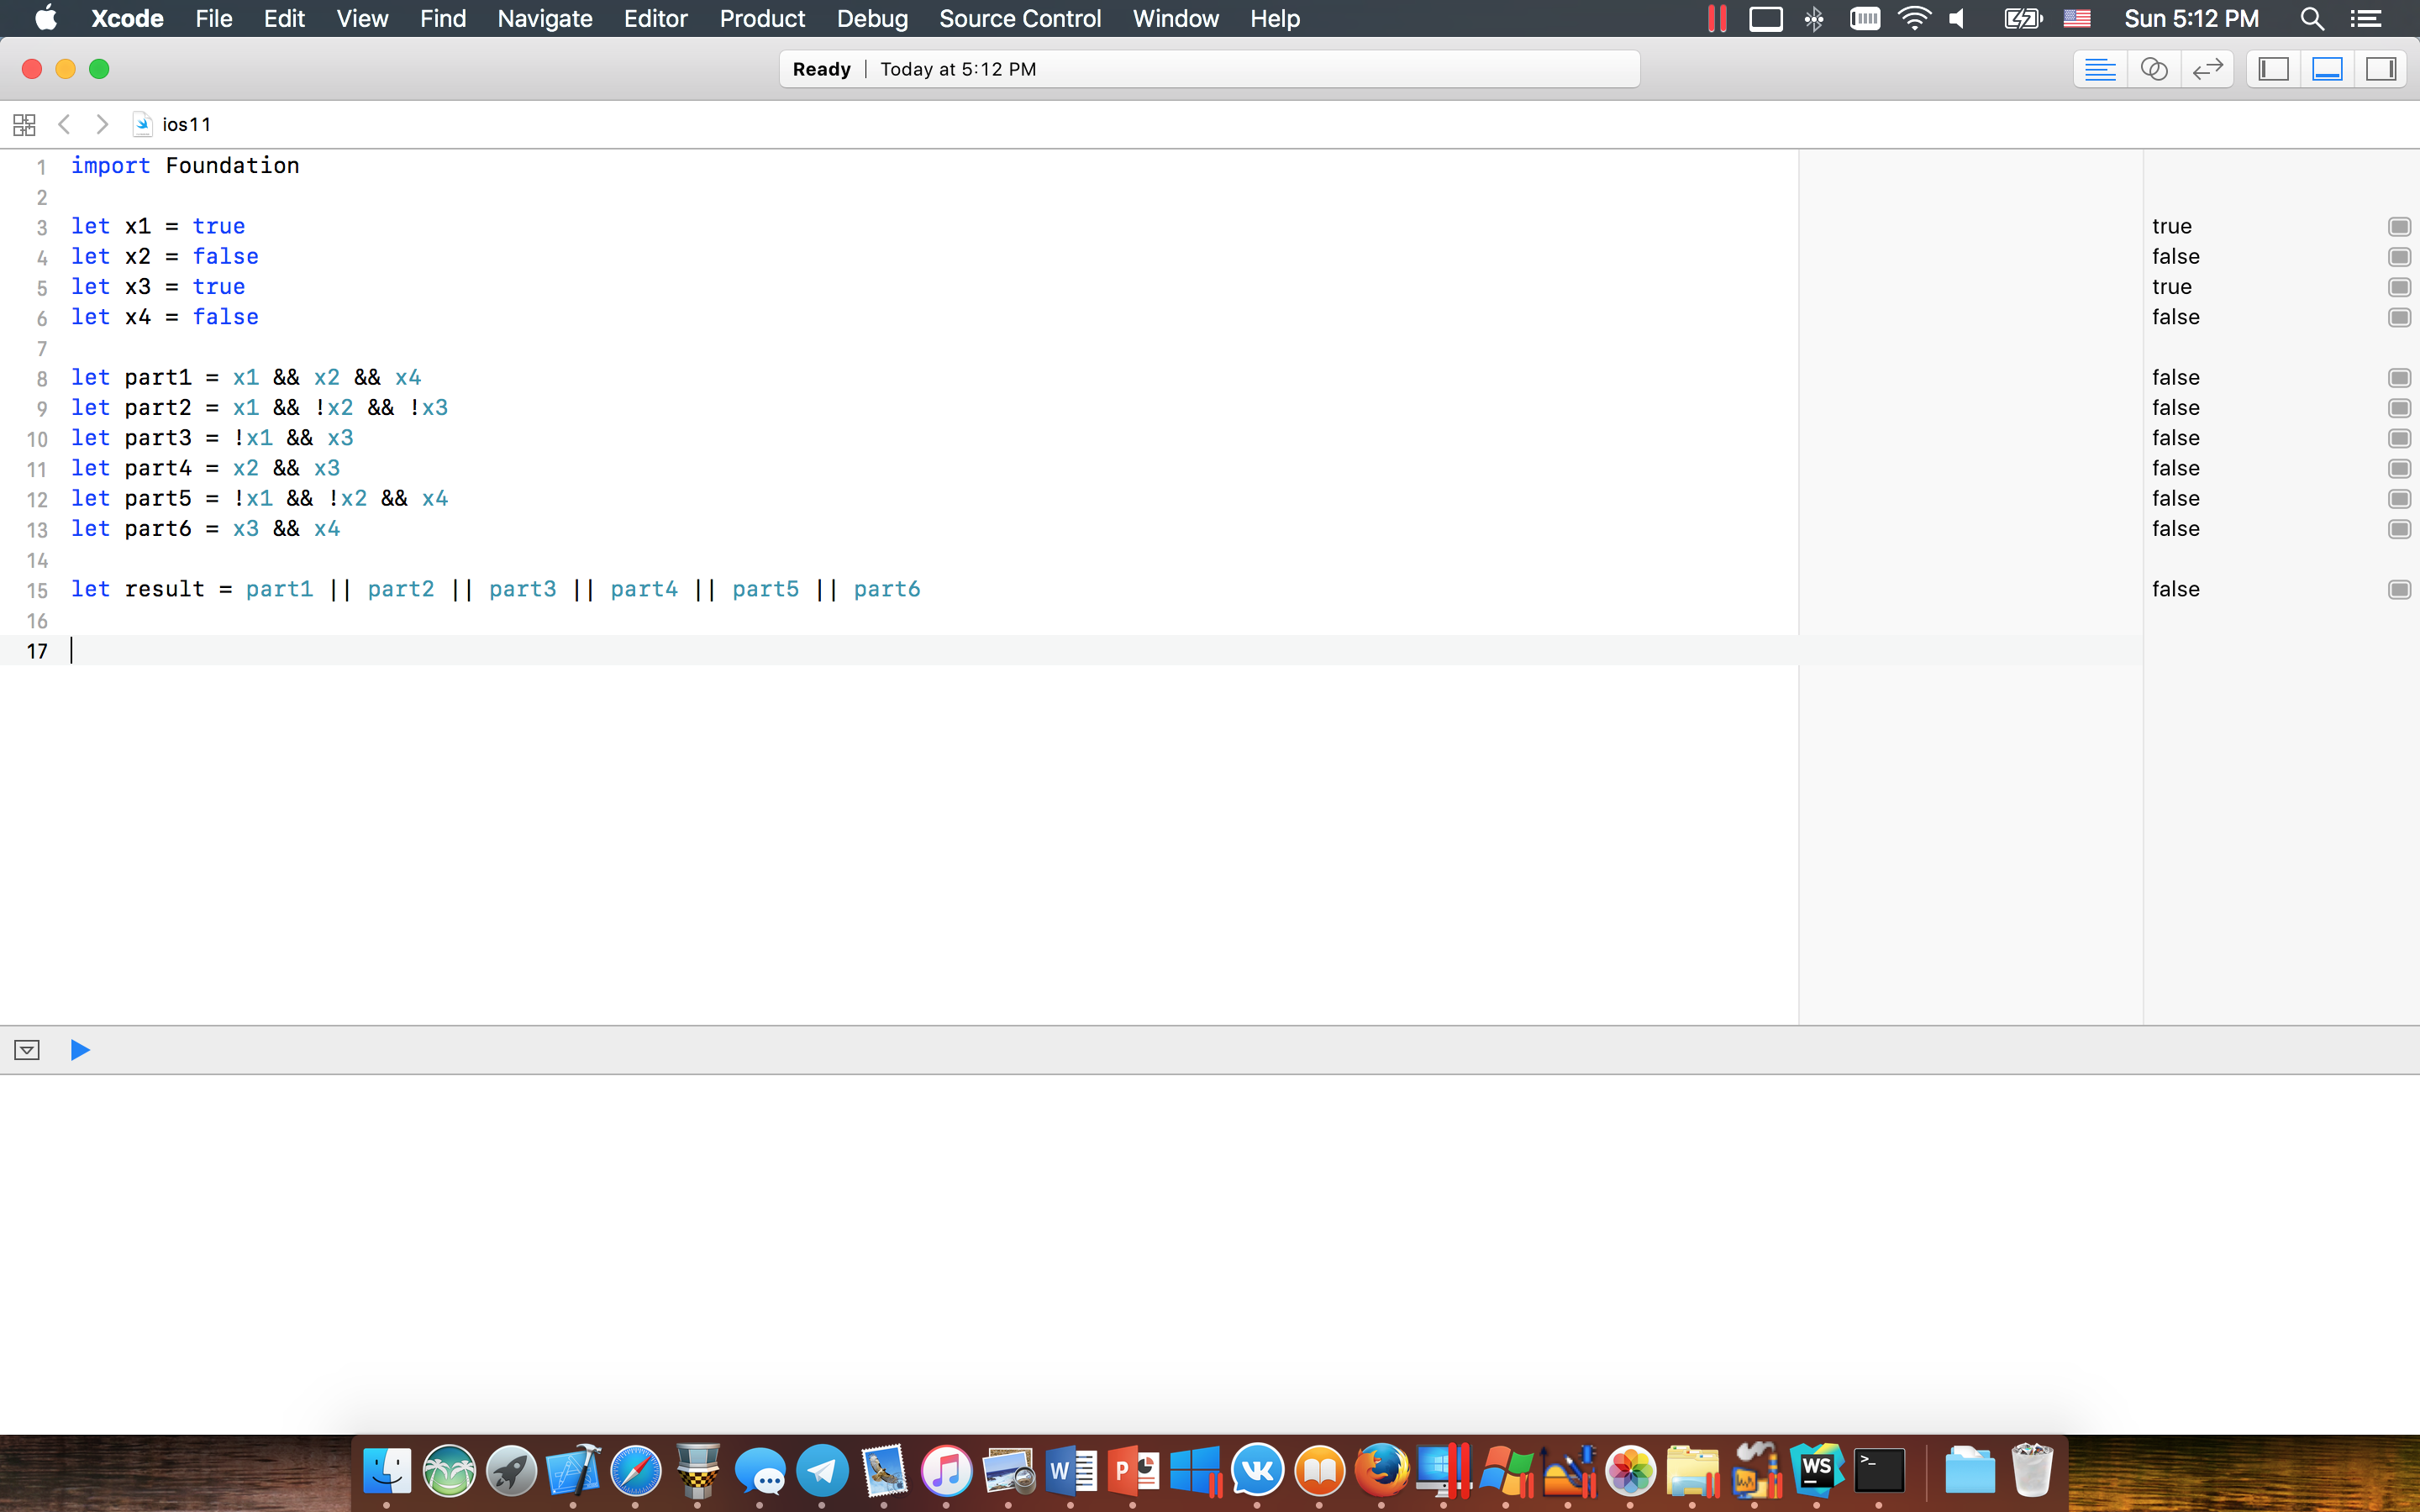 Xcode File Edit View Find Navigate Editor Product Debug Source Control Window Help Sun 5:12 PM
Ready Today at 5:12 PM
ios11
1 import Foundation
2
3 let x1 = true true
4 let x2 = false false
5 let x3 = true true
6 let x4 = false false
7
8 let part1 = x1 && x2 && x4 false
9 let part2 = x1 && !x2 && !x3 false
10 let part3 = !x1 && x3 false
11 let part4 = x2 && x3 false
12 let part5 = !x1 && !x2 && x4 false
13 let part6 = x3 && x4 false
14
15 let result = part1 || part2 || part3 || part4 || part5 || part6 false
16
17
W P WS >_